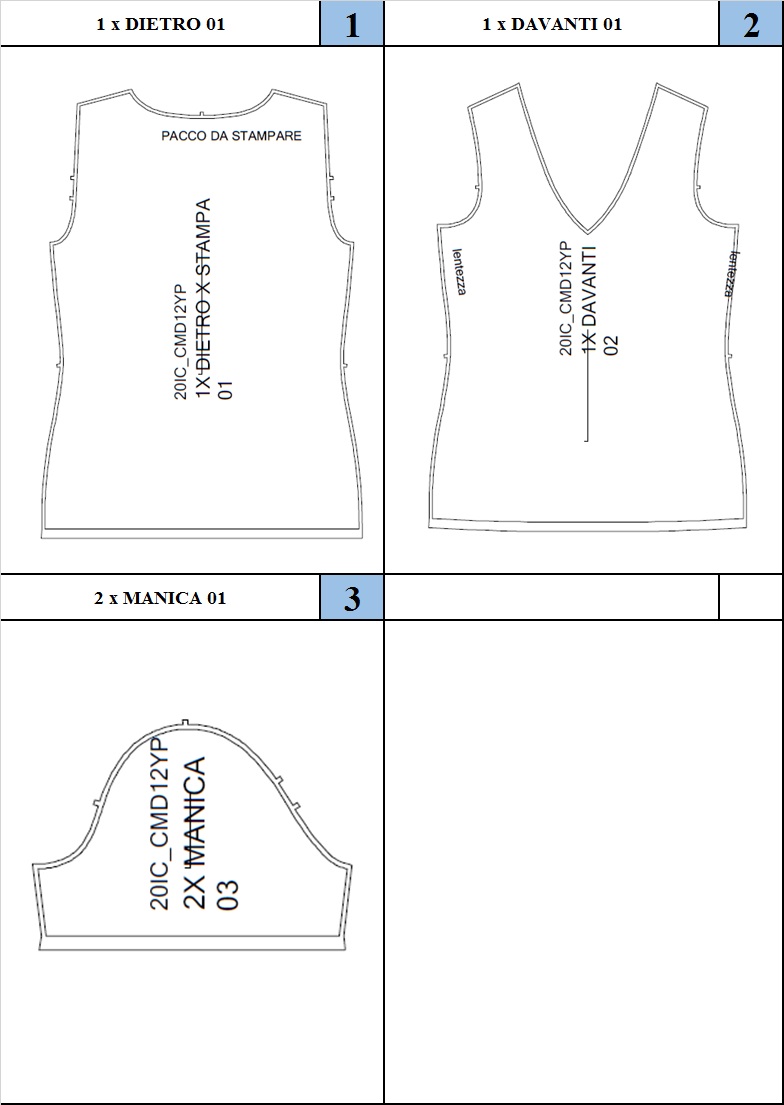 1 x DIETRO 01
1
1 x DAVANTI 01
2
PACCO DA STAMPARE
20IC_CMD12YP
1X DIETRO X STAMPA
01
lentezza
20IC_CMD12YP
1X DAVANTI
02
lentezza
2 x MANICA 01
3
20IC_CMD12YP
2X MANICA
03